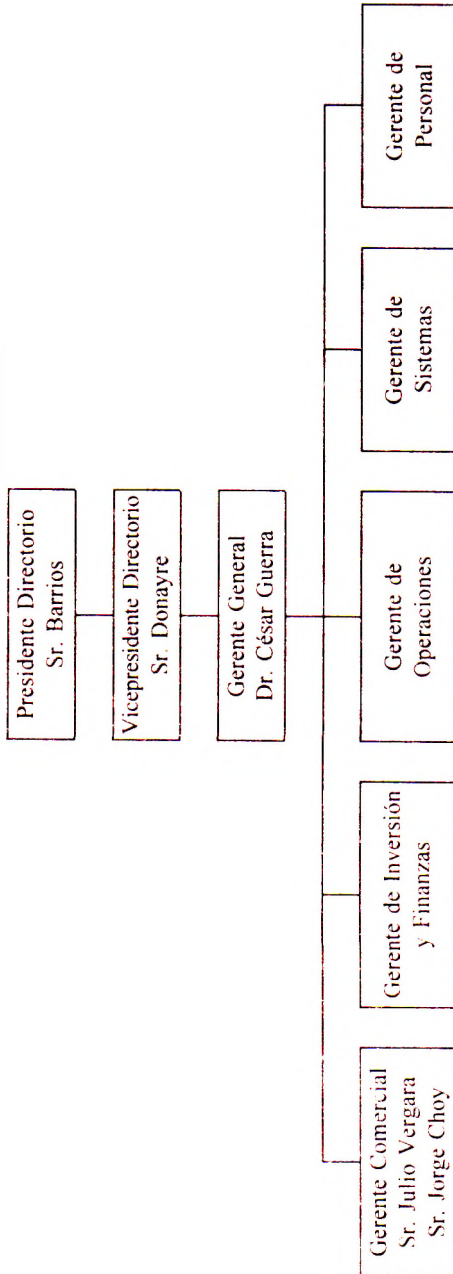 Presidente Directorio
Sr. Barrios
Vicepresidente Directorio
Sr. Donayre
Gerente General
Dr. César Guerra
Gerente Comercial
Sr. Julio Vergara
Sr. Jorge Choy
Gerente de Inversión
y Finanzas
Gerente de
Operaciones
Gerente de
Sistemas
Gerente de
Personal